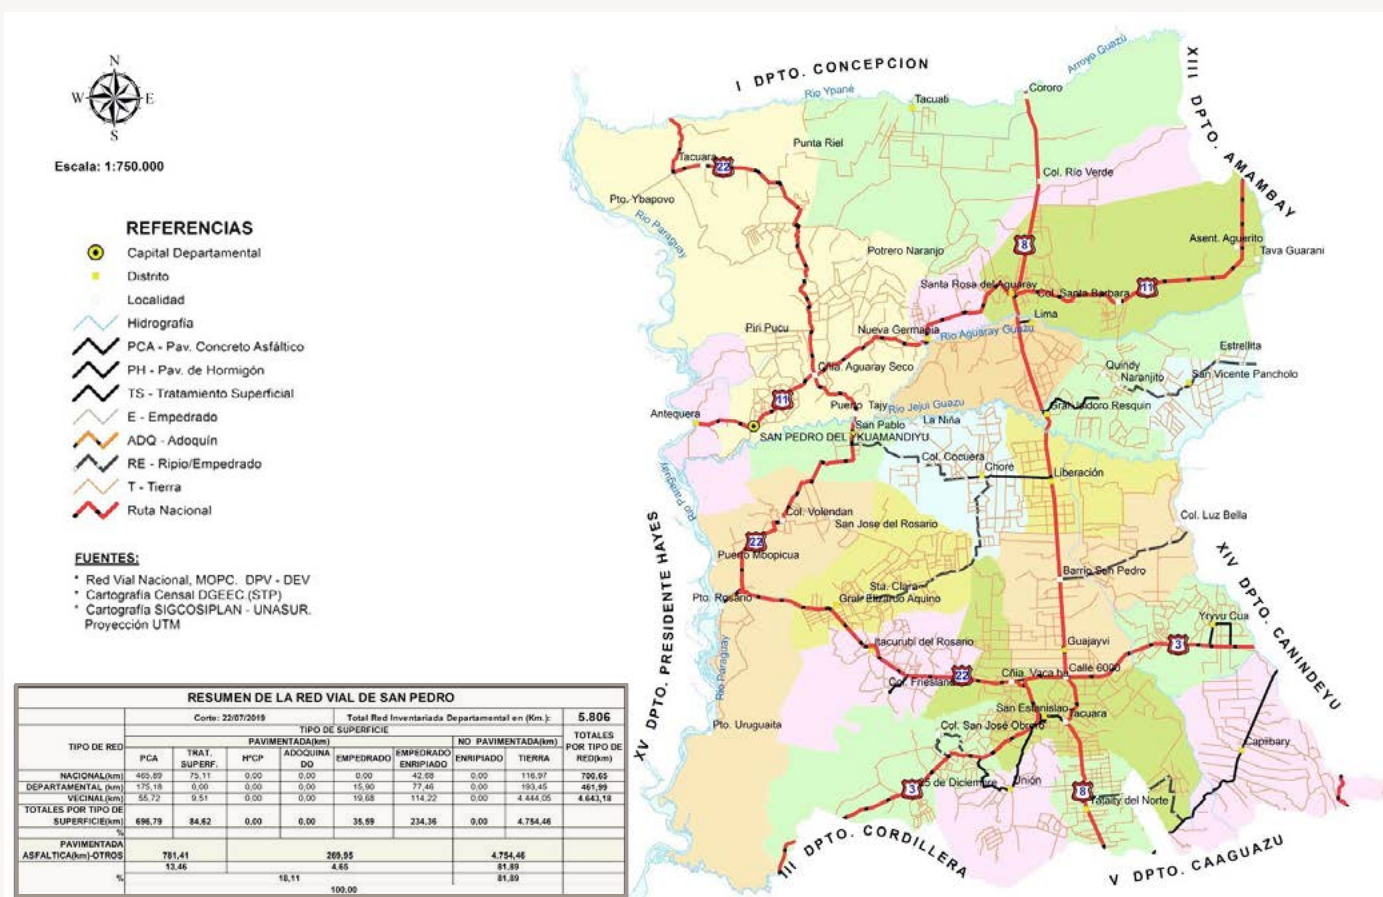 N
W E
S
Escala: 1:750.000
REFERENCIAS
Capital Departamental
Distrito
Localidad
Hidrografía
PCA - Pav. Concreto Asfáltico
PH - Pav. de Hormigón
TS - Tratamiento Superficial
E - Empedrado
ADQ - Adoquín
RE - Ripio/Empedrado
T - Tierra
Ruta Nacional
FUENTES:
* Red Vial Nacional, MOPC. DPV - DEV
* Cartografía Censal DGEEC (STP)
* Cartografía SIGCOSIPLAN - UNASUR.
Proyección UTM
I DPTO. CONCEPCION
XIII DPTO. AMAMBAY
XIV DPTO. CANINDEYU
V DPTO. CAAGUAZU
III DPTO. CORDILLERA
XV DPTO. PRESIDENTE HAYES
Arroyo Guazú
Río Ypané
Cororo
Tacuati
Punta Riel
Tacuara
22
Col. Río Verde
Pto. Ybapovo
Río Paraguay
8
Potrero Naranjo
Asent. Aguerito
Tava Guarani
Santa Rosa del Aguaray
Col. Santa Barbara
11
Lima
Piri Pucu
Nueva Germania
Río Aguaray Guazu
Estrellita
Cñia. Aguaray Seco
Quindy
Naranjito
San Vicente Pancholo
11
Puerto Tajy
Río Jejui Guazu
Gral. Isidoro Resquin
Antequera
La Niña
San Pablo
SAN PEDRO DEL YKUAMANDIYU
Col. Cocuera
Choré
Liberación
Río Paraguay
Col. Volendan
San Jose del Rosario
Col. Luz Bella
22
Puerto Mbopicua
Barrio San Pedro
Sta. Clara
Pto. Rosario
Gral. Elizardo Aquino
Yryvu Cua
Itacurubí del Rosario
Guajayvi
3
Río Paraguay
Cñia. Vaca
Calle 6000
22
Col. Friesland
San Estanislao
Pto. Uruguaita
Col. San José Obrero
Tacuara
Capiibary
25 de Diciembre
Unión
3
8
Yataity del Norte
RESUMEN DE LA RED VIAL DE SAN PEDRO
Corte: 22/07/2019 Total Red Inventariada Departamental en (Km.): 5.806
TIPO DE RED TIPO DE SUPERFICIE TOTALES POR TIPO DE RED(km)
PAVIMENTADA(km) NO PAVIMENTADA(km)
PCA TRAT. SUPERF. HºCP ADOQUINADO EMPEDRADO EMPEDRADO ENRIPIADO ENRIPIADO TIERRA
NACIONAL(km) 465,89 75,11 0,00 0,00 0,00 42,68 0,00 116,97 700,65
DEPARTAMENTAL (km) 175,18 0,00 0,00 0,00 15,90 77,46 0,00 193,45 461,99
VECINAL(km) 55,72 9,51 0,00 0,00 19,68 114,22 0,00 4.444,05 4.643,18
TOTALES POR TIPO DE SUPERFICIE(km) 696,79 84,62 0,00 0,00 35,59 234,36 0,00 4.754,46
%
PAVIMENTADA ASFALTICA(km)-OTROS 781,41 269,95 4.754,46
13,46 4,65 81,89
% 18,11 81,89
100,00